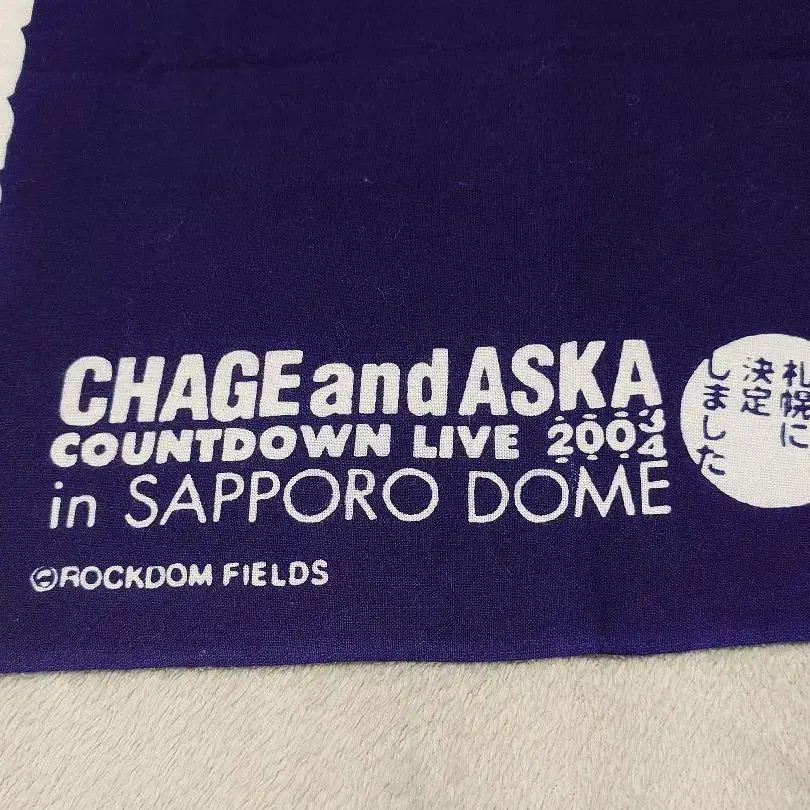 CHAGE and ASKA
COUNTDOWN LIVE 2003 4
in SAPPORO DOME
©ROCKDOM FIELDS
札幌に
決定
しました